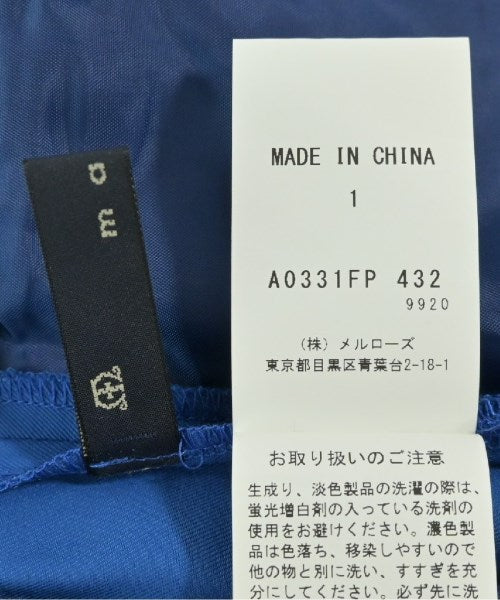 m a
MADE IN CHINA
1
A0331FP 432
9920
(株) メルローズ
東京都目黒区青葉台2-18-1
お取り扱いのご注意
生成り、淡色製品の洗濯の際は、
蛍光増白剤の入っている洗剤の
使用をお避けください。濃色製
品は色落ち、移染しやすいので
他の物と別に洗い、すすぎを充
分にしてください。必ず先に洗